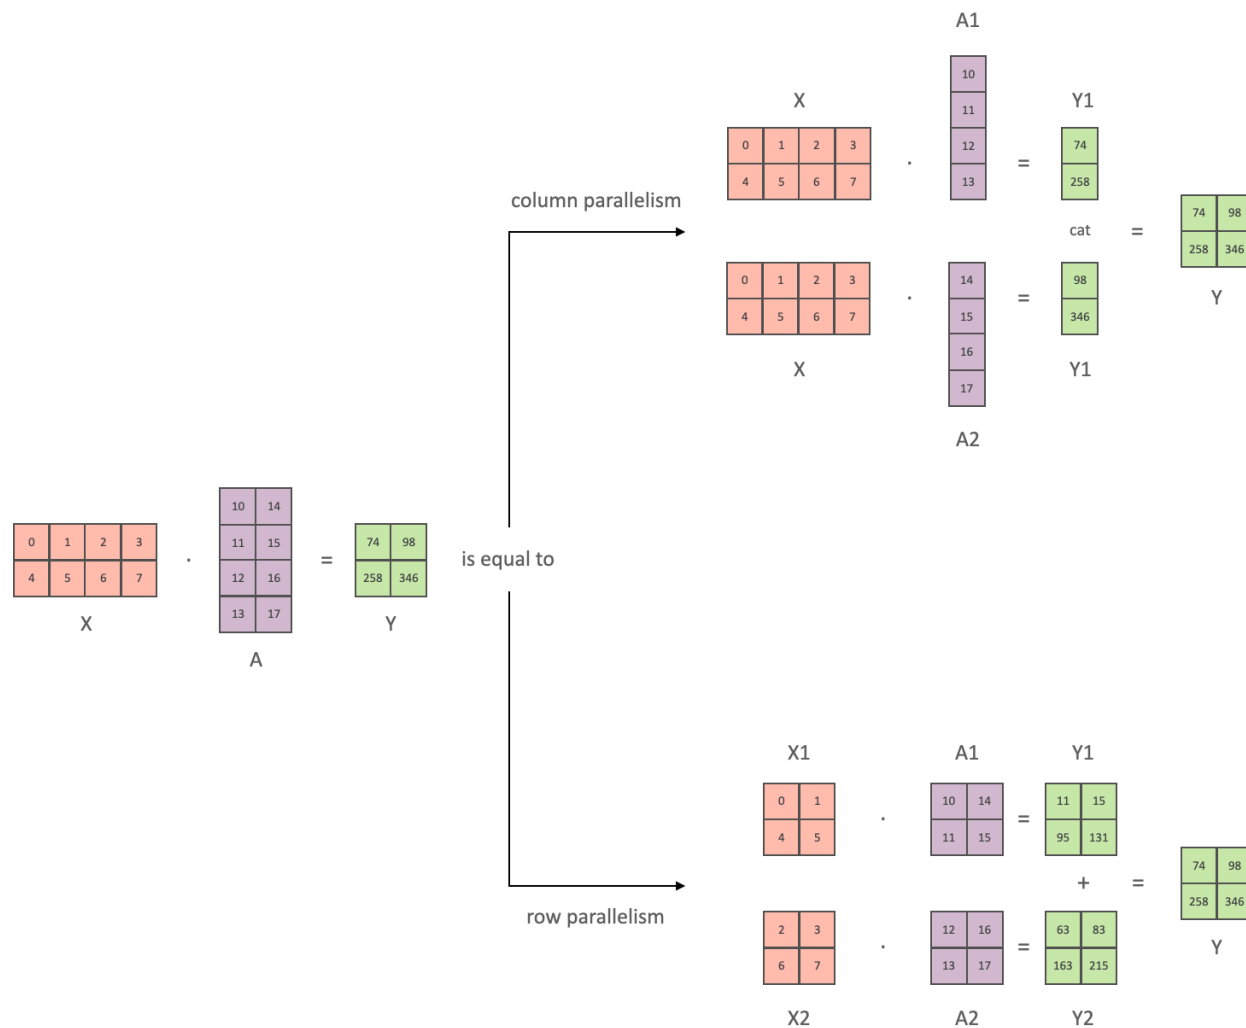 A1
10
11
12
13
X
0 1 2 3
4 5 6 7
·
=
Y1
74
258
column parallelism
cat
=
74 98
258 346
Y
0 1 2 3
4 5 6 7
X
·
14
15
16
17
A2
=
98
346
Y1
0 1 2 3
4 5 6 7
X
·
10 14
11 15
12 16
13 17
A
=
74 98
258 346
Y
is equal to
X1
A1
Y1
0 1
4 5
·
10 14
11 15
=
11 15
95 131
row parallelism
+
=
74 98
258 346
Y
2 3
6 7
·
12 16
13 17
=
63 83
163 215
X2
A2
Y2